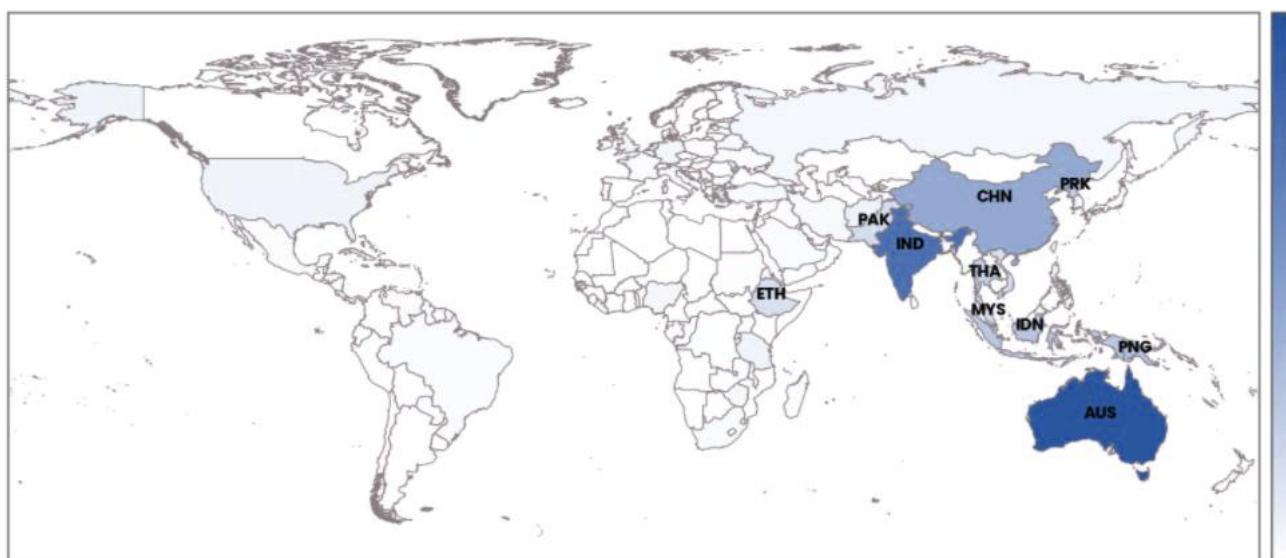 CHN
PRK
PAK
IND
THA
ETH
MYS
IDN
PNG
AUS